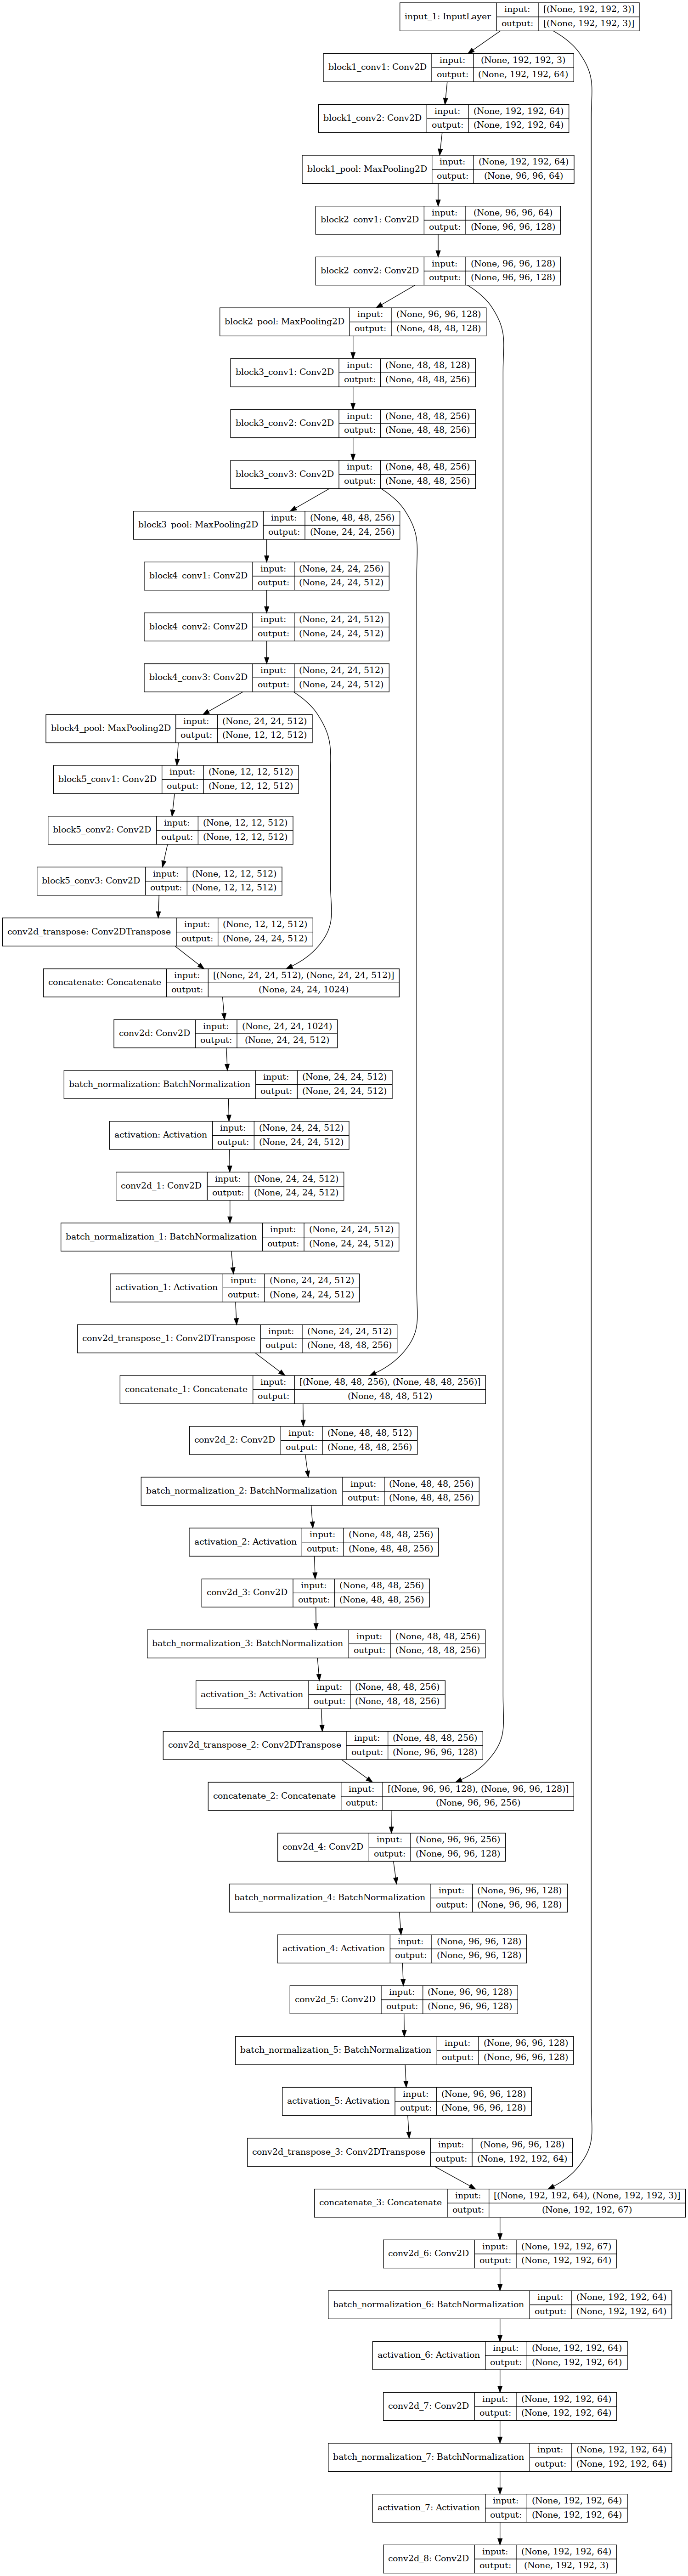 input_1: InputLayer input: [(None, 192, 192, 3)]
output: [(None, 192, 192, 3)]
block1_conv1: Conv2D input: (None, 192, 192, 3)
output: (None, 192, 192, 64)
block1_conv2: Conv2D input: (None, 192, 192, 64)
output: (None, 192, 192, 64)
block1_pool: MaxPooling2D input: (None, 192, 192, 64)
output: (None, 96, 96, 64)
block2_conv1: Conv2D input: (None, 96, 96, 64)
output: (None, 96, 96, 128)
block2_conv2: Conv2D input: (None, 96, 96, 128)
output: (None, 96, 96, 128)
block2_pool: MaxPooling2D input: (None, 96, 96, 128)
output: (None, 48, 48, 128)
block3_conv1: Conv2D input: (None, 48, 48, 128)
output: (None, 48, 48, 256)
block3_conv2: Conv2D input: (None, 48, 48, 256)
output: (None, 48, 48, 256)
block3_conv3: Conv2D input: (None, 48, 48, 256)
output: (None, 48, 48, 256)
block3_pool: MaxPooling2D input: (None, 48, 48, 256)
output: (None, 24, 24, 256)
block4_conv1: Conv2D input: (None, 24, 24, 256)
output: (None, 24, 24, 512)
block4_conv2: Conv2D input: (None, 24, 24, 512)
output: (None, 24, 24, 512)
block4_conv3: Conv2D input: (None, 24, 24, 512)
output: (None, 24, 24, 512)
block4_pool: MaxPooling2D input: (None, 24, 24, 512)
output: (None, 12, 12, 512)
block5_conv1: Conv2D input: (None, 12, 12, 512)
output: (None, 12, 12, 512)
block5_conv2: Conv2D input: (None, 12, 12, 512)
output: (None, 12, 12, 512)
block5_conv3: Conv2D input: (None, 12, 12, 512)
output: (None, 12, 12, 512)
conv2d_transpose: Conv2DTranspose input: (None, 12, 12, 512)
output: (None, 24, 24, 512)
concatenate: Concatenate input: [(None, 24, 24, 512), (None, 24, 24, 512)]
output: (None, 24, 24, 1024)
conv2d: Conv2D input: (None, 24, 24, 1024)
output: (None, 24, 24, 512)
batch_normalization: BatchNormalization input: (None, 24, 24, 512)
output: (None, 24, 24, 512)
activation: Activation input: (None, 24, 24, 512)
output: (None, 24, 24, 512)
conv2d_1: Conv2D input: (None, 24, 24, 512)
output: (None, 24, 24, 512)
batch_normalization_1: BatchNormalization input: (None, 24, 24, 512)
output: (None, 24, 24, 512)
activation_1: Activation input: (None, 24, 24, 512)
output: (None, 24, 24, 512)
conv2d_transpose_1: Conv2DTranspose input: (None, 24, 24, 512)
output: (None, 48, 48, 256)
concatenate_1: Concatenate input: [(None, 48, 48, 256), (None, 48, 48, 256)]
output: (None, 48, 48, 512)
conv2d_2: Conv2D input: (None, 48, 48, 512)
output: (None, 48, 48, 256)
batch_normalization_2: BatchNormalization input: (None, 48, 48, 256)
output: (None, 48, 48, 256)
activation_2: Activation input: (None, 48, 48, 256)
output: (None, 48, 48, 256)
conv2d_3: Conv2D input: (None, 48, 48, 256)
output: (None, 48, 48, 256)
batch_normalization_3: BatchNormalization input: (None, 48, 48, 256)
output: (None, 48, 48, 256)
activation_3: Activation input: (None, 48, 48, 256)
output: (None, 48, 48, 256)
conv2d_transpose_2: Conv2DTranspose input: (None, 48, 48, 256)
output: (None, 96, 96, 128)
concatenate_2: Concatenate input: [(None, 96, 96, 128), (None, 96, 96, 128)]
output: (None, 96, 96, 256)
conv2d_4: Conv2D input: (None, 96, 96, 256)
output: (None, 96, 96, 128)
batch_normalization_4: BatchNormalization input: (None, 96, 96, 128)
output: (None, 96, 96, 128)
activation_4: Activation input: (None, 96, 96, 128)
output: (None, 96, 96, 128)
conv2d_5: Conv2D input: (None, 96, 96, 128)
output: (None, 96, 96, 128)
batch_normalization_5: BatchNormalization input: (None, 96, 96, 128)
output: (None, 96, 96, 128)
activation_5: Activation input: (None, 96, 96, 128)
output: (None, 96, 96, 128)
conv2d_transpose_3: Conv2DTranspose input: (None, 96, 96, 128)
output: (None, 192, 192, 64)
concatenate_3: Concatenate input: [(None, 192, 192, 64), (None, 192, 192, 3)]
output: (None, 192, 192, 67)
conv2d_6: Conv2D input: (None, 192, 192, 67)
output: (None, 192, 192, 64)
batch_normalization_6: BatchNormalization input: (None, 192, 192, 64)
output: (None, 192, 192, 64)
activation_6: Activation input: (None, 192, 192, 64)
output: (None, 192, 192, 64)
conv2d_7: Conv2D input: (None, 192, 192, 64)
output: (None, 192, 192, 64)
batch_normalization_7: BatchNormalization input: (None, 192, 192, 64)
output: (None, 192, 192, 64)
activation_7: Activation input: (None, 192, 192, 64)
output: (None, 192, 192, 64)
conv2d_8: Conv2D input: (None, 192, 192, 64)
output: (None, 192, 192, 3)